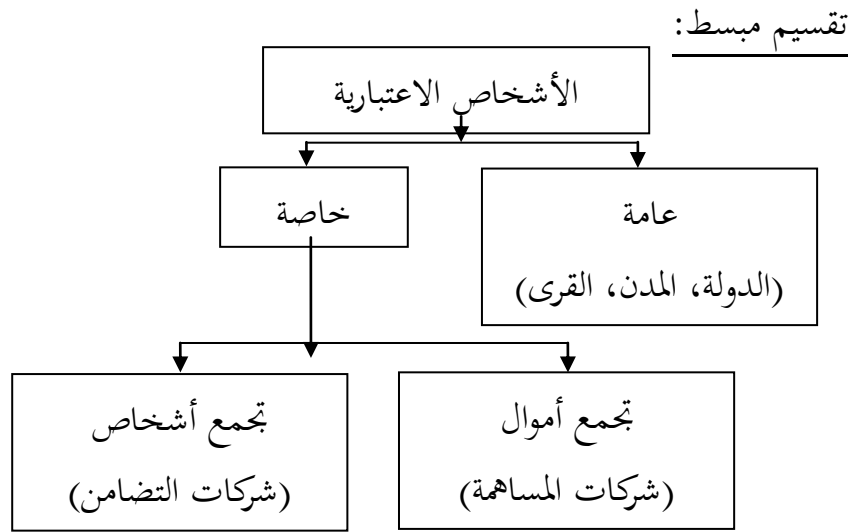 تقسيم مبسط:
الأشخاص الاعتبارية
عامة
(الدولة، المدن، القرى)
خاصة
تجمع أموال
(شركات المساهمة)
تجمع أشخاص
(شركات التضامن)